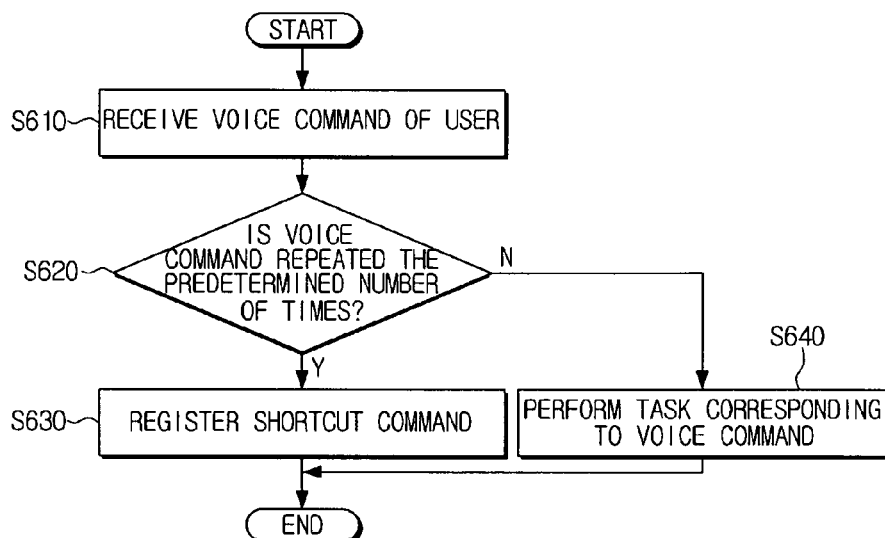 START
S610
RECEIVE VOICE COMMAND OF USER
IS VOICE
COMMAND REPEATED THE
PREDETERMINED NUMBER
OF TIMES?
S620
N
Y
S640
S630
REGISTER SHORTCUT COMMAND
PERFORM TASK CORRESPONDING
TO VOICE COMMAND
END